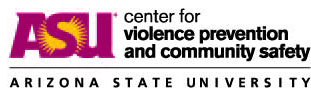 ASU center for
violence prevention
and community safety
ARIZONA STATE UNIVERSITY